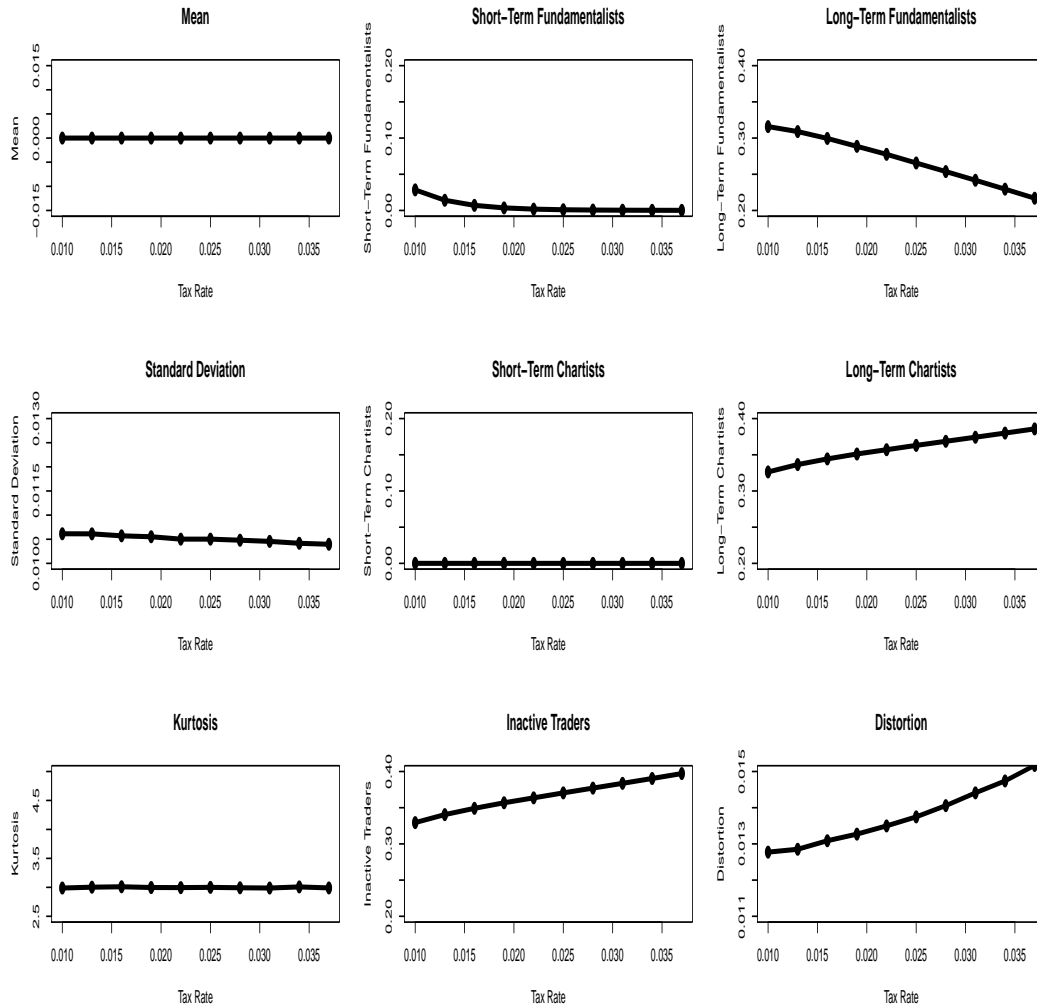 Mean
Mean
0.015
0.000
−0.015
0.010 0.015 0.020 0.025 0.030 0.035
Tax Rate
Short−Term Fundamentalists
Short−Term Fundamentalists
0.20
0.10
0.00
0.010 0.015 0.020 0.025 0.030 0.035
Tax Rate
Long−Term Fundamentalists
Long−Term Fundamentalists
0.40
0.30
0.20
0.010 0.015 0.020 0.025 0.030 0.035
Tax Rate
Standard Deviation
Standard Deviation
0.0130
0.0115
0.0100
0.010 0.015 0.020 0.025 0.030 0.035
Tax Rate
Short−Term Chartists
Short−Term Chartists
0.20
0.10
0.00
0.010 0.015 0.020 0.025 0.030 0.035
Tax Rate
Long−Term Chartists
Long−Term Chartists
0.40
0.30
0.20
0.010 0.015 0.020 0.025 0.030 0.035
Tax Rate
Kurtosis
Kurtosis
4.5
3.5
2.5
0.010 0.015 0.020 0.025 0.030 0.035
Tax Rate
Inactive Traders
Inactive Traders
0.40
0.30
0.20
0.010 0.015 0.020 0.025 0.030 0.035
Tax Rate
Distortion
Distortion
0.015
0.013
0.011
0.010 0.015 0.020 0.025 0.030 0.035
Tax Rate